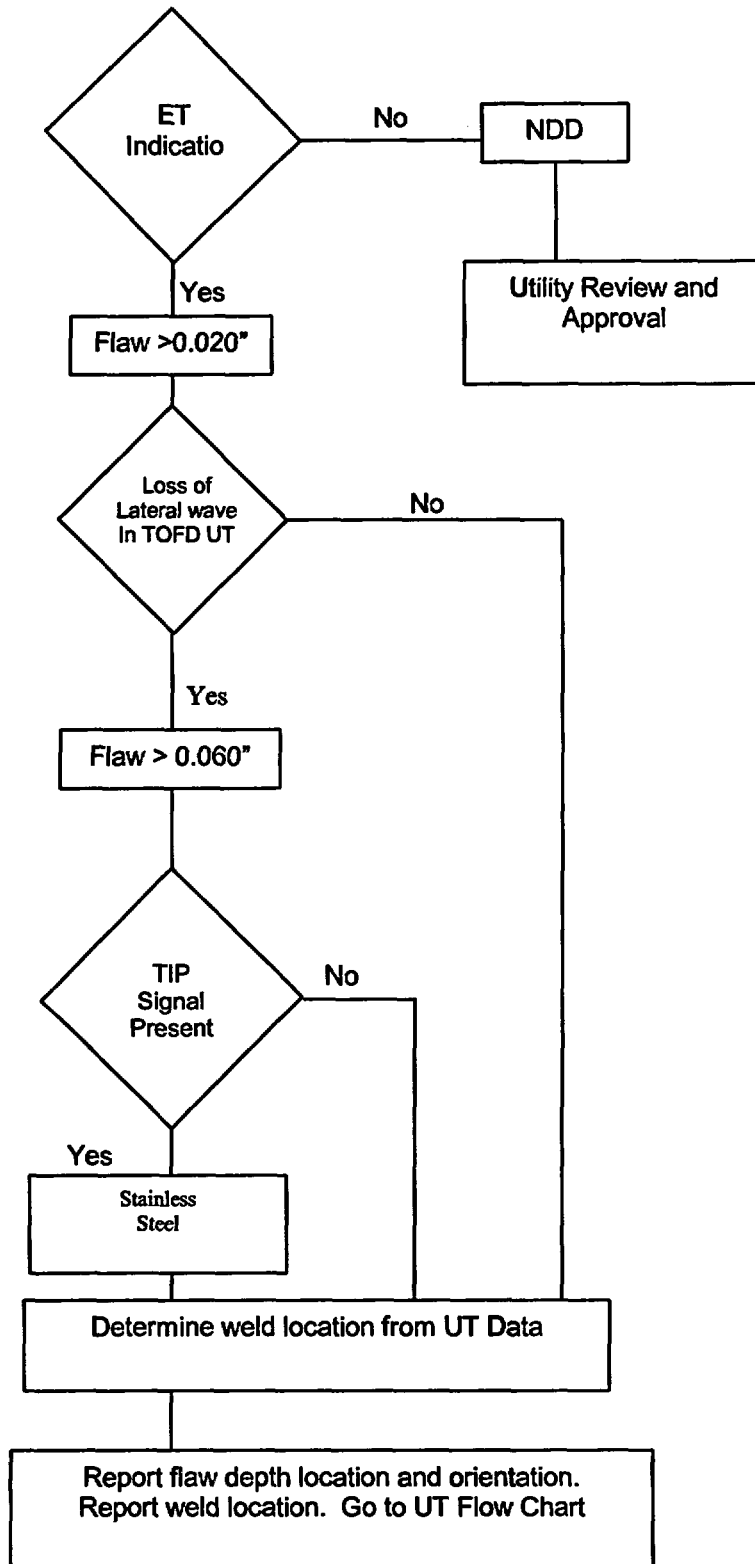 ET
Indicatio
No
NDD
Yes
Utility Review and
Approval
Flaw >0.020"
Loss of
Lateral wave
In TOFD UT
No
Yes
Flaw > 0.060"
TIP
Signal
Present
No
Yes
Stainless
Steel
Determine weld location from UT Data
Report flaw depth location and orientation.
Report weld location. Go to UT Flow Chart